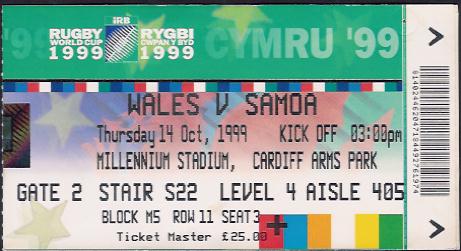 RUGBY WORLD CUP 1999
iRB
RYGBI CWPAN Y BYD 1999
CYMRU '99
WALES V SAMOA
Thursday 14 Oct, 1999 KICK OFF 03:00pm
MILLENNIUM STADIUM, CARDIFF ARMS PARK
GATE 2 STAIR S22 LEVEL 4 AISLE 405
BLOCK M5 ROW 11 SEAT 3
Ticket Master £25.00